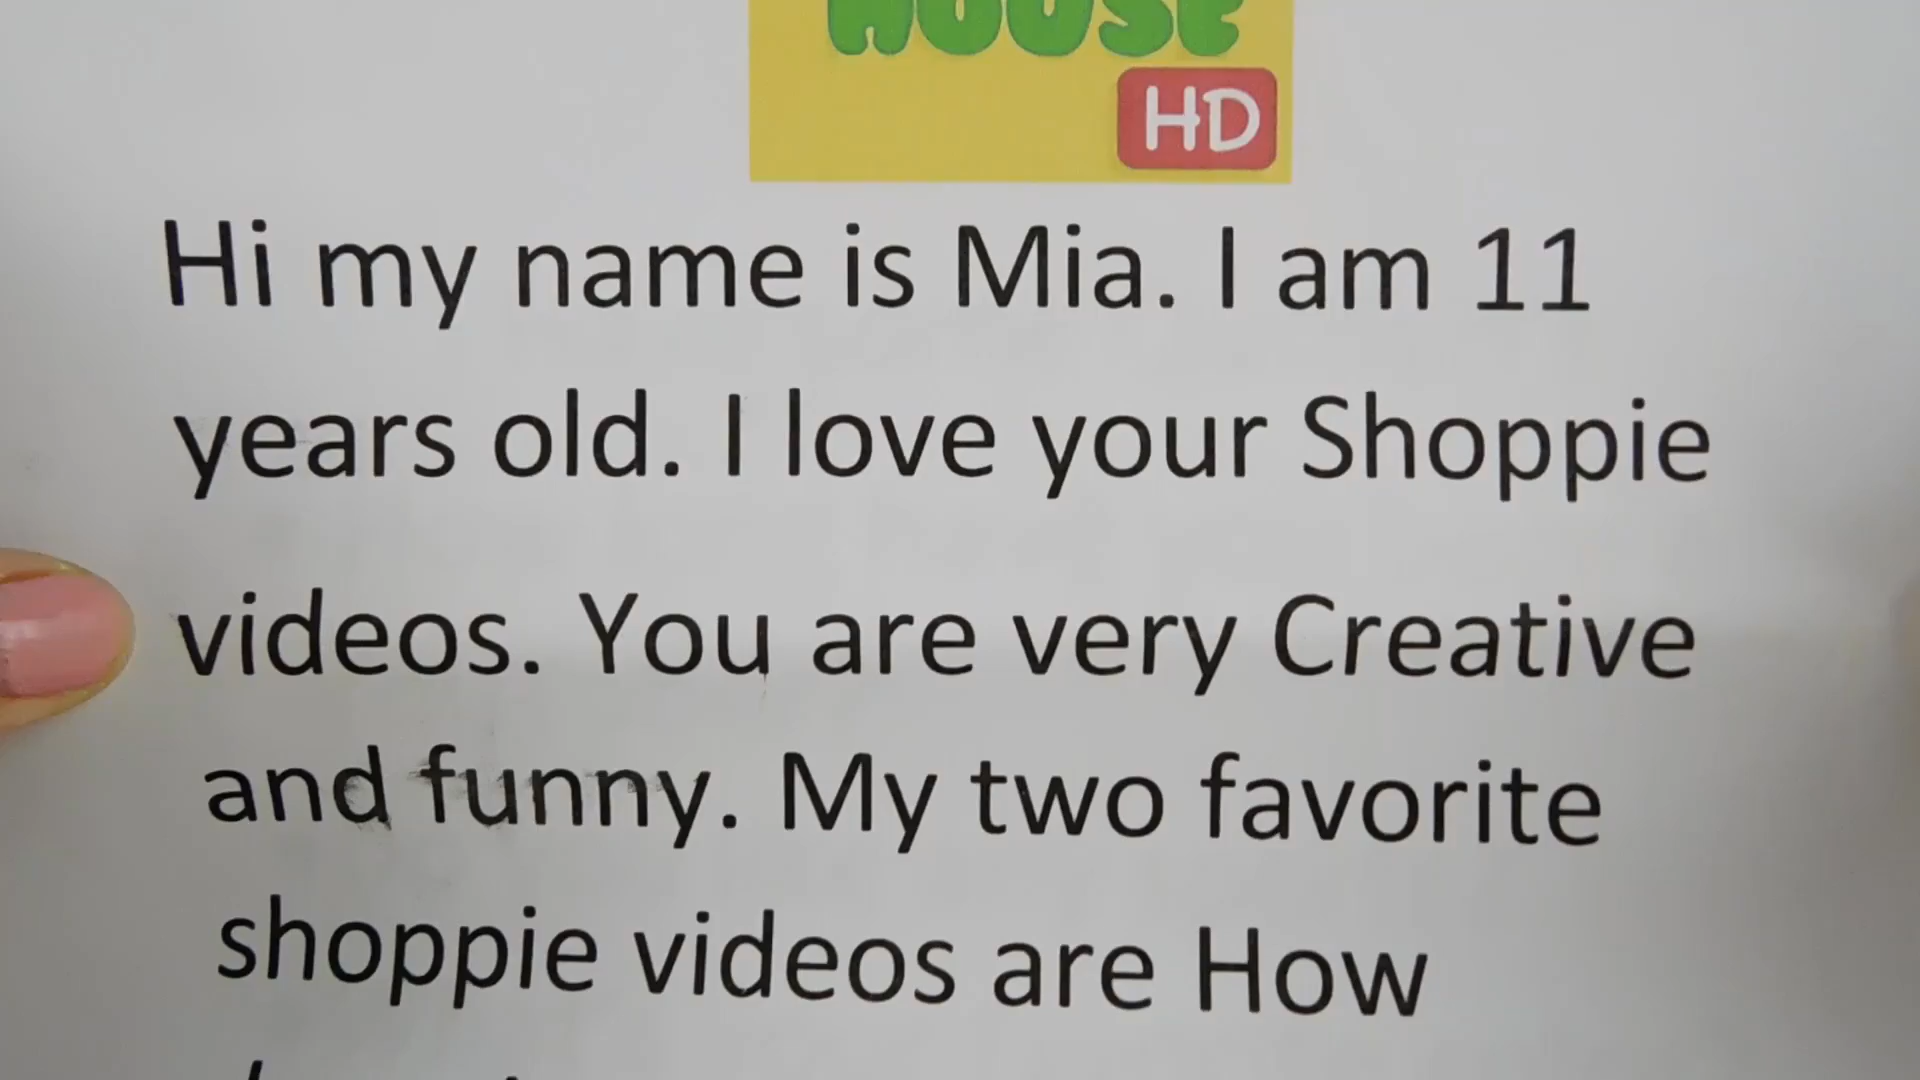 HOUSE
HD
Hi my name is Mia. I am 11
years old. I love your Shoppie
videos. You are very Creative
and funny. My two favorite
shoppie videos are How